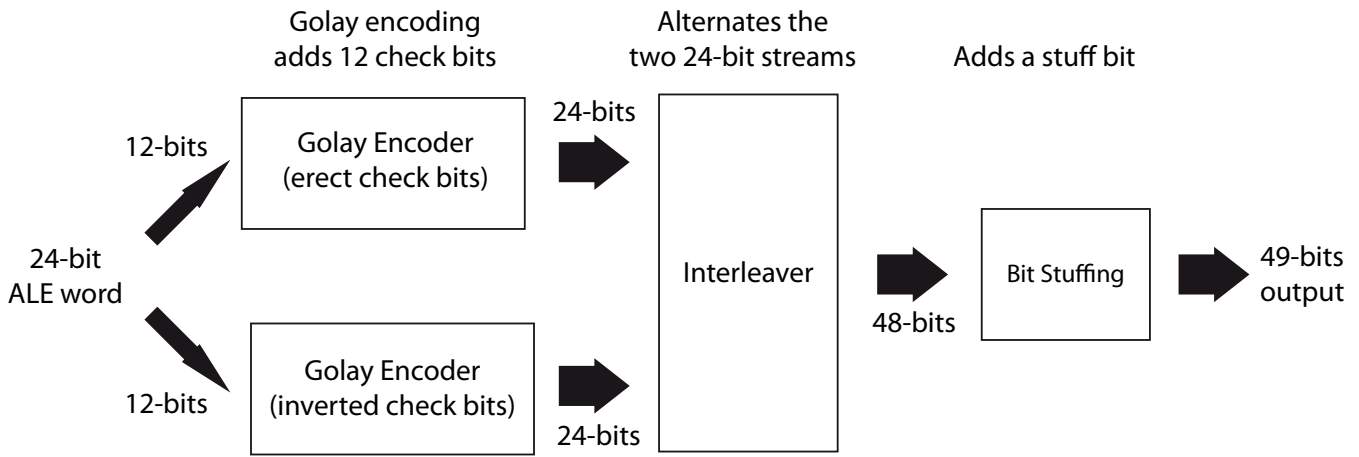 Golay encoding
adds 12 check bits
Alternates the
two 24-bit streams
Adds a stuff bit
12-bits
Golay Encoder
(erect check bits)
24-bits
24-bit
ALE word
Interleaver
48-bits
Bit Stuffing
49-bits
output
12-bits
Golay Encoder
(inverted check bits)
24-bits